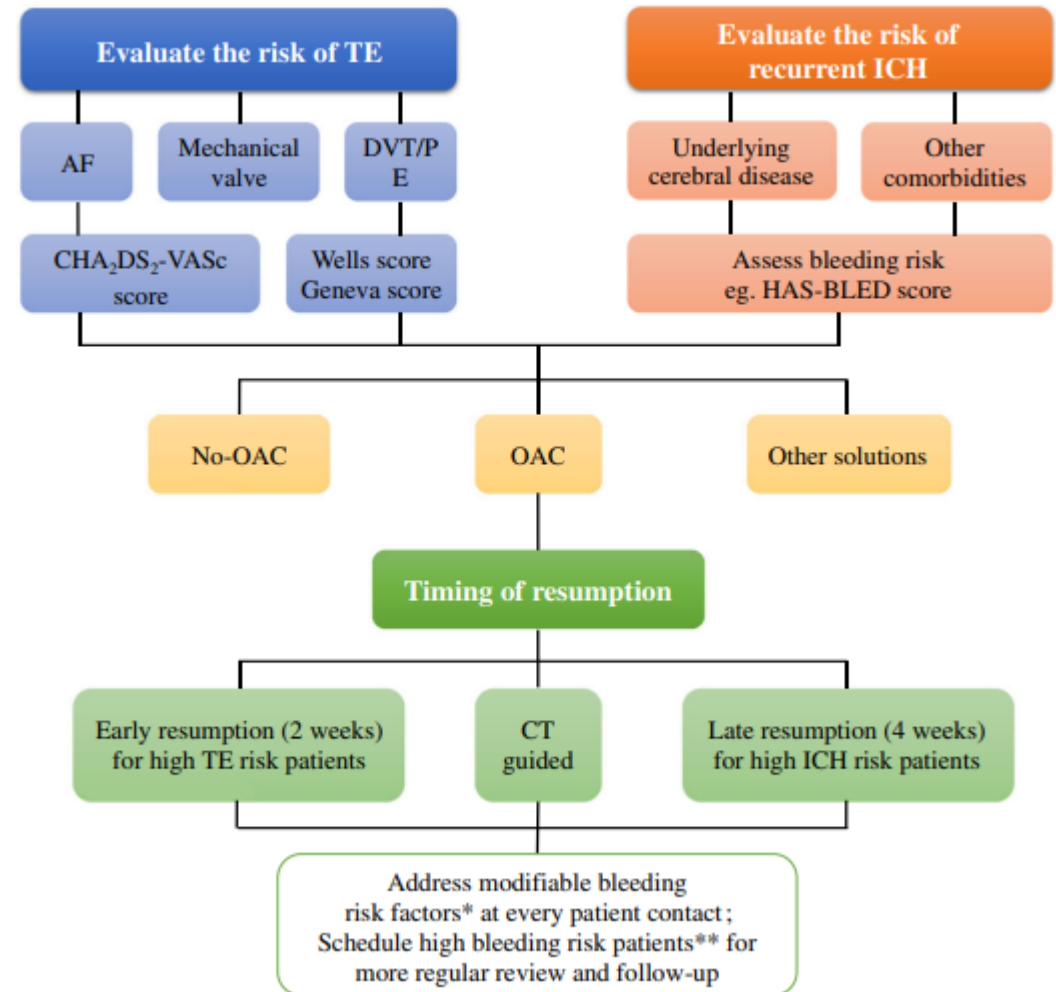 Evaluate the risk of TE
Evaluate the risk of
recurrent ICH
AF
Mechanical
valve
DVT/P
E
Underlying
cerebral disease
Other
comorbidities
CHA₂DS₂-VASc
score
Wells score
Geneva score
Assess bleeding risk
eg. HAS-BLED score
No-OAC
OAC
Other solutions
Timing of resumption
Early resumption (2 weeks)
for high TE risk patients
CT
guided
Late resumption (4 weeks)
for high ICH risk patients
Address modifiable bleeding
risk factors* at every patient contact;
Schedule high bleeding risk patients** for
more regular review and follow-up